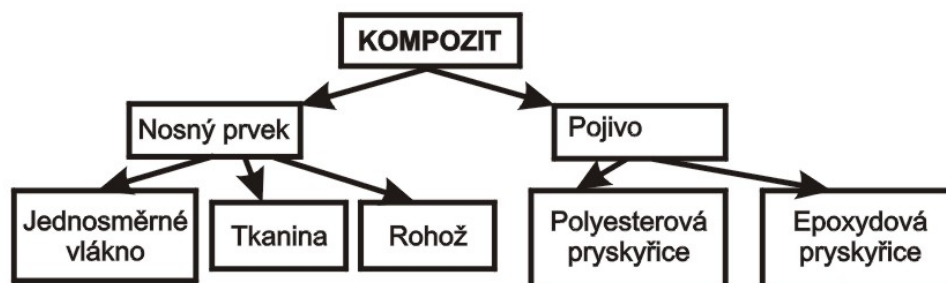 KOMPOZIT
Nosný prvek
Pojivo
Jednosměrné
vlákno
Tkanina
Rohož
Polyesterová
pryskyřice
Epoxydová
pryskyřice